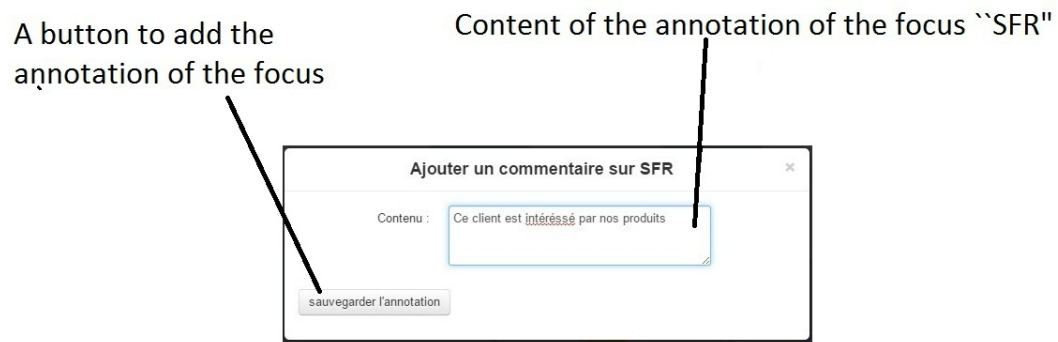 A button to add the
annotation of the focus
Content of the annotation of the focus ``SFR"
Ajouter un commentaire sur SFR
×
Contenu :
Ce client est intéréssé par nos produits
sauvegarder l'annotation